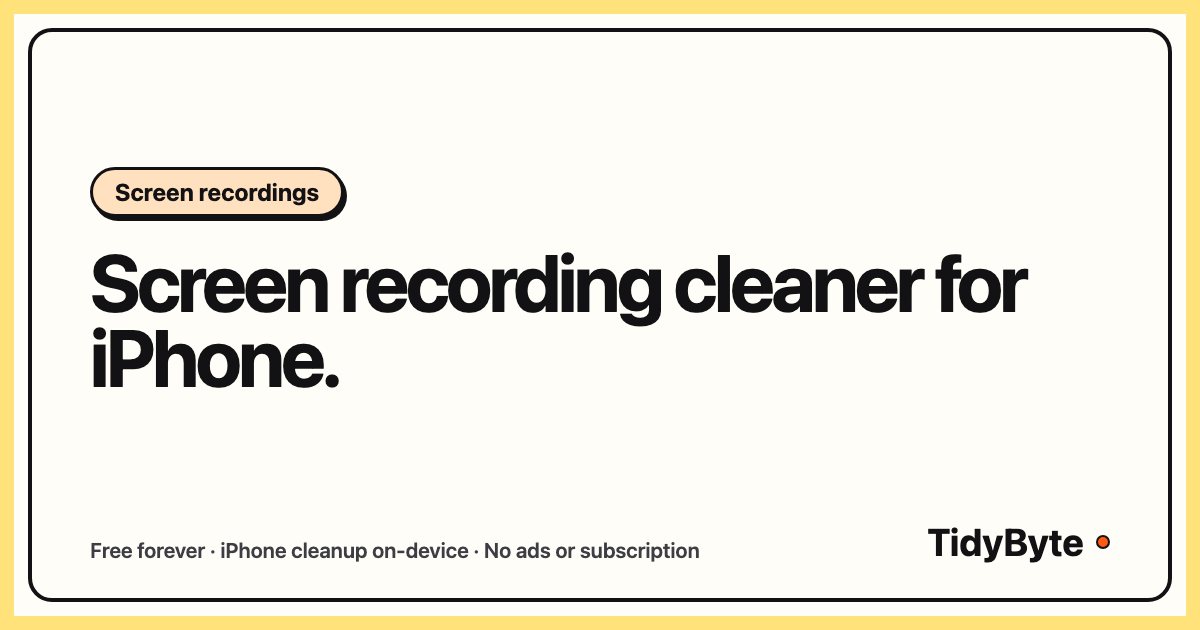 Screen recordings
Screen recording cleaner for
iPhone.
Free forever · iPhone cleanup on-device · No ads or subscription
TidyByte